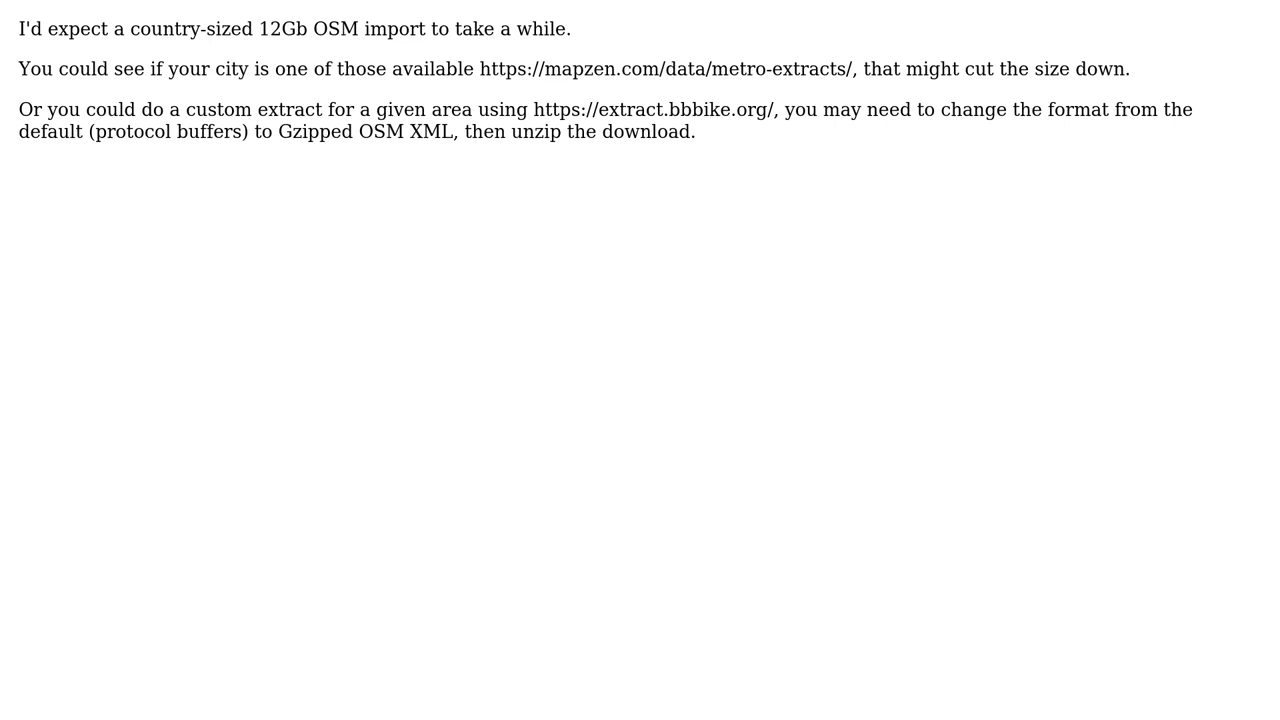 I'd expect a country-sized 12Gb OSM import to take a while.
You could see if your city is one of those available https://mapzen.com/data/metro-extracts/, that might cut the size down.
Or you could do a custom extract for a given area using https://extract.bbbike.org/, you may need to change the format from the
default (protocol buffers) to Gzipped OSM XML, then unzip the download.